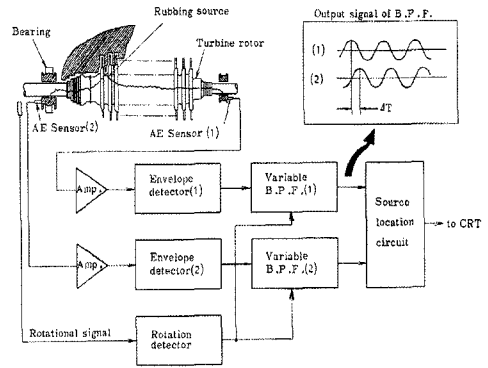 Rubbing source
Output signal of B.P.F.
Bearing
Turbine rotor
(1)
(2)
ΔT
AE Sensor(2)
AE Sensor(1)
Amp.
Envelope
detector(1)
Variable
B.P.F.(1)
Source
location
circuit
to CRT
Amp.
Envelope
detector(2)
Variable
B.P.F.(2)
Rotational signal
Rotation
detector